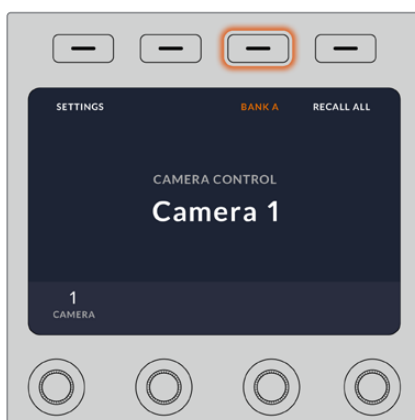 SETTINGS BANK A RECALL ALL
CAMERA CONTROL
Camera 1
1
CAMERA